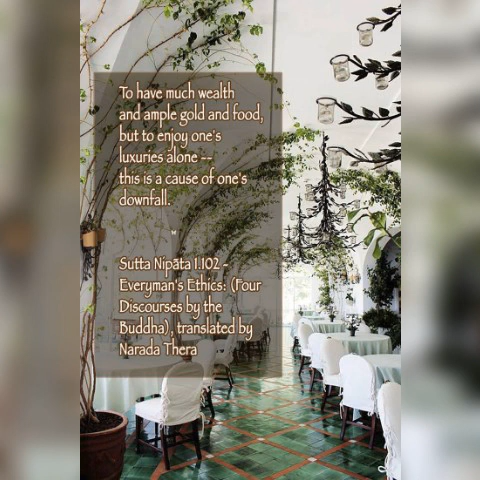 To have much wealth
and ample gold and food,
but to enjoy one's
luxuries alone --
this is a cause of one's
downfall.
~
Sutta Nipāta 1.102 -
Everyman's Ethics: (Four
Discourses by the
Buddha), translated by
Narada Thera